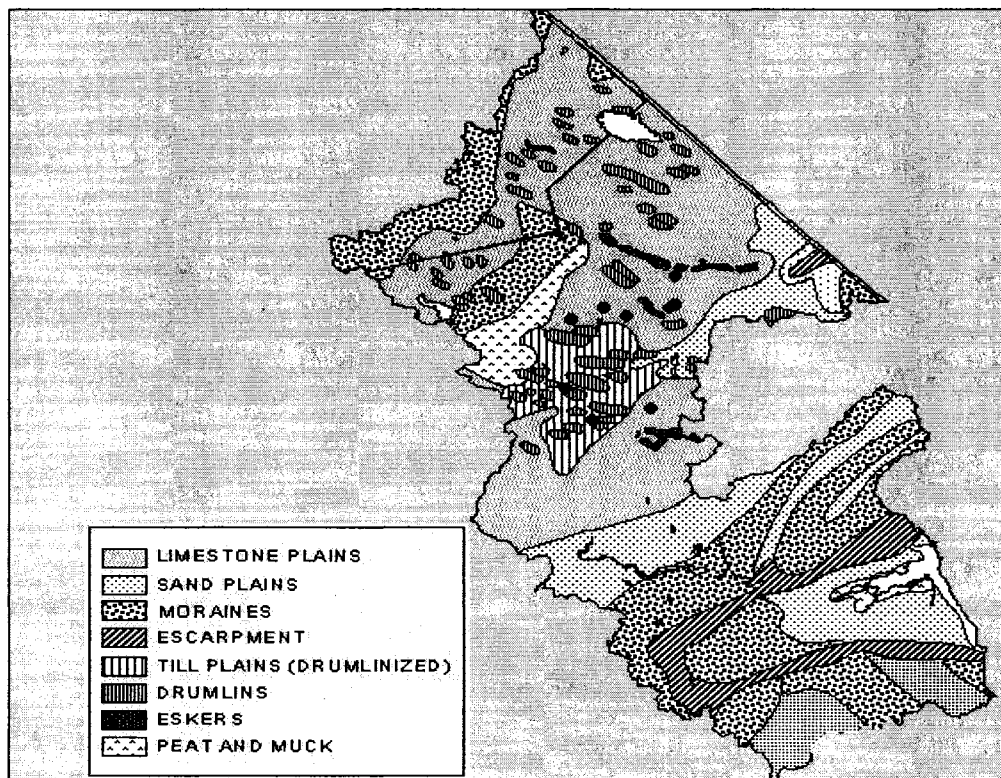 LIMESTONE PLAINS
SAND PLAINS
MORAINES
ESCARPMENT
TILL PLAINS (DRUMLINIZED)
DRUMLINS
ESKERS
PEAT AND MUCK